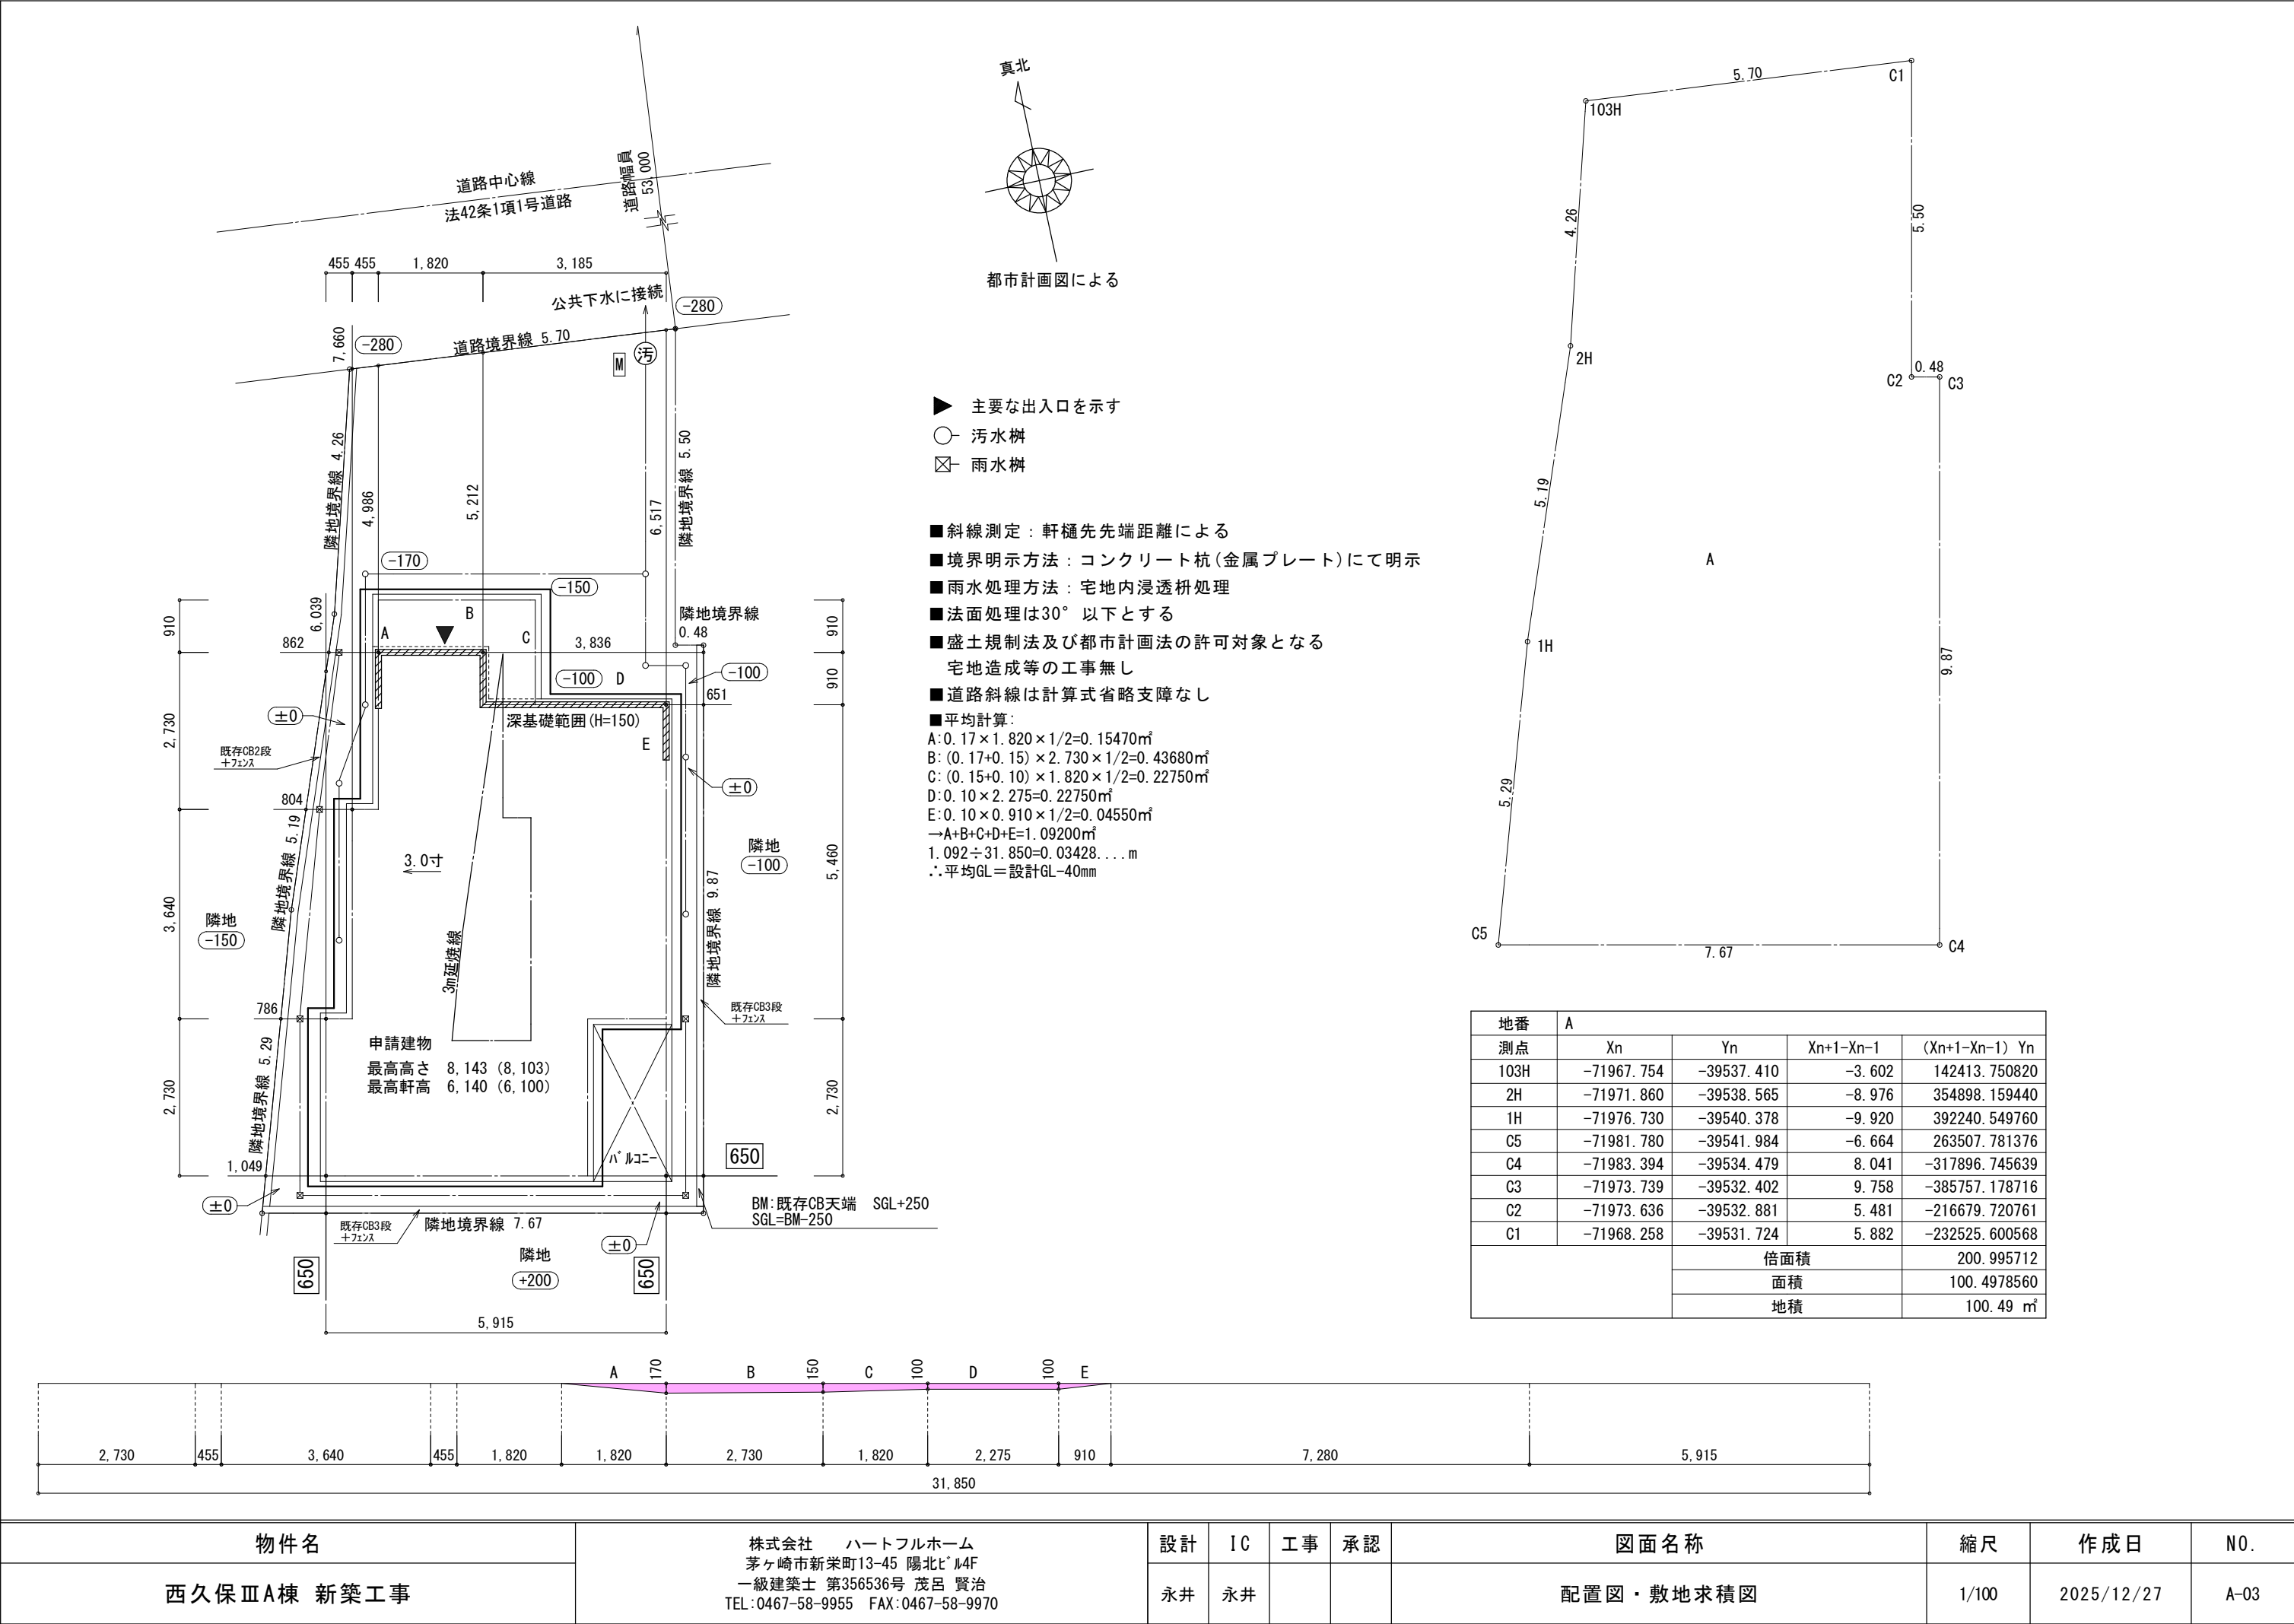 真北
都市計画図による
道路中心線
法42条1項1号道路
道路幅員
53,000
455 455 1,820 3,185
公共下水に接続
-280
-280
7,660
道路境界線 5.70
M
汚
隣地境界線 4.26
4,986
5,212
6,517
隣地境界線 5.50
-170
-150
隣地境界線
0.48
910
6,039
862
A
B
C
3,836
910
-100
D
-100
651
910
±0
深基礎範囲(H=150)
E
2,730
既存CB2段
+フェンス
±0
804
隣地境界線 5.19
3.0寸
隣地
-100
5,460
3,640
隣地
-150
3m延焼線
隣地境界線 9.87
786
既存CB3段
+フェンス
申請建物
最高高さ 8,143 (8,103)
最高軒高 6,140 (6,100)
隣地境界線 5.29
2,730
2,730
バルコニー
650
1,049
±0
既存CB3段
+フェンス
隣地境界線 7.67
±0
BM:既存CB天端 SGL+250
SGL=BM-250
隣地
+200
650
650
5,915
主要な出入口を示す
汚水桝
雨水桝
■斜線測定：軒樋先先端距離による
■境界明示方法：コンクリート杭(金属プレート)にて明示
■雨水処理方法：宅地内浸透枡処理
■法面処理は30°以下とする
■盛土規制法及び都市計画法の許可対象となる
宅地造成等の工事無し
■道路斜線は計算式省略支障なし
■平均計算:
A:0.17×1.820×1/2=0.15470㎡
B:(0.17+0.15)×2.730×1/2=0.43680㎡
C:(0.15+0.10)×1.820×1/2=0.22750㎡
D:0.10×2.275=0.22750㎡
E:0.10×0.910×1/2=0.04550㎡
→A+B+C+D+E=1.09200㎡
1.092÷31.850=0.03428....m
∴平均GL＝設計GL-40mm
5.70
C1
103H
4.26
5.50
2H
C2
0.48
C3
5.19
A
1H
9.87
5.29
C5
7.67
C4
地番 A
測点 Xn Yn Xn+1-Xn-1 (Xn+1-Xn-1) Yn
103H -71967.754 -39537.410 -3.602 142413.750820
2H -71971.860 -39538.565 -8.976 354898.159440
1H -71976.730 -39540.378 -9.920 392240.549760
C5 -71981.780 -39541.984 -6.664 263507.781376
C4 -71983.394 -39534.479 8.041 -317896.745639
C3 -71973.739 -39532.402 9.758 -385757.178716
C2 -71973.636 -39532.881 5.481 -216679.720761
C1 -71968.258 -39531.724 5.882 -232525.600568
倍面積 200.995712
面積 100.4978560
地積 100.49 ㎡
A 170 B 150 C 100 D 100 E
2,730 455 3,640 455 1,820 1,820 2,730 1,820 2,275 910 7,280 5,915
31,850
物件名
西久保ⅢA棟 新築工事
株式会社 ハートフルホーム
茅ヶ崎市新栄町13-45 陽北ビル4F
一級建築士 第356536号 茂呂 賢治
TEL:0467-58-9955 FAX:0467-58-9970
設計 IC 工事 承認
永井 永井
図面名称
配置図・敷地求積図
縮尺
1/100
作成日
2025/12/27
NO.
A-03